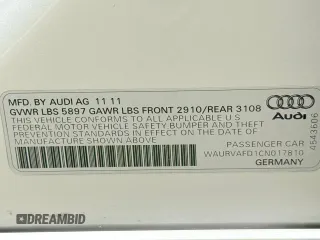 MFD. BY AUDI AG 11 11
GVWR LBS 5897 GAWR LBS FRONT 2910/REAR 3108
THIS VEHICLE CONFORMS TO ALL APPLICABLE U.S.
FEDERAL MOTOR VEHICLE SAFETY BUMPER AND THEFT
PREVENTION STANDARDS IN EFFECT ON THE DATE OF
MANUFACTURE SHOWN ABOVE.
Audi
PASSENGER CAR
WAURVAFD1CN017810
GERMANY
4543606
DREAMBID